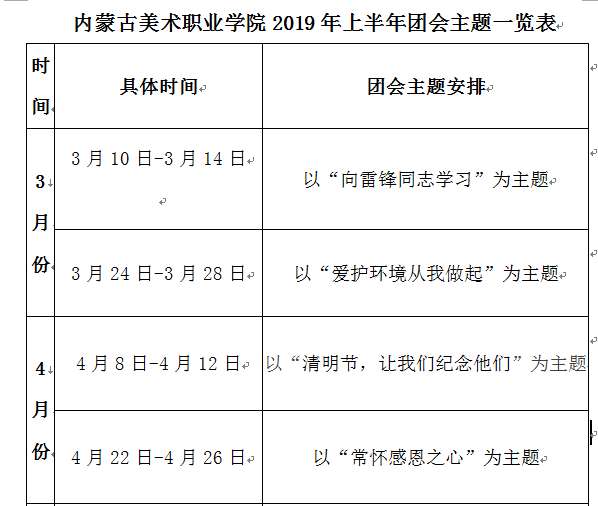 内蒙古美术职业学院 2019 年上半年团会主题一览表
时间 具体时间 团会主题安排
3月份
3 月 10 日-3 月 14 日 以“向雷锋同志学习”为主题
3 月 24 日-3 月 28 日 以“爱护环境从我做起”为主题
4月份
4 月 8 日-4 月 12 日 以“清明节，让我们纪念他们”为主题
4 月 22 日-4 月 26 日 以“常怀感恩之心”为主题